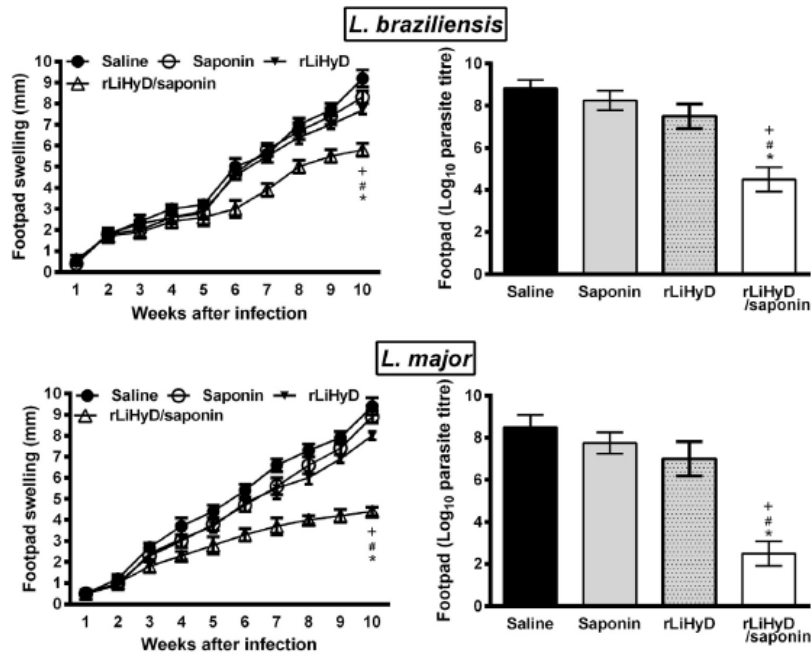 L. braziliensis
Saline Saponin rLiHyD
rLiHyD/saponin
Footpad swelling (mm)
10
9
8
7
6
5
4
3
2
1
0
1 2 3 4 5 6 7 8 9 10
Weeks after infection
+
#
*
Footpad (Log10 parasite titre)
10
8
6
4
2
0
+
#
*
Saline Saponin rLiHyD rLiHyD
/saponin
L. major
Saline Saponin rLiHyD
rLiHyD/saponin
Footpad swelling (mm)
10
9
8
7
6
5
4
3
2
1
0
1 2 3 4 5 6 7 8 9 10
Weeks after infection
+
#
*
Footpad (Log10 parasite titre)
10
8
6
4
2
0
+
#
*
Saline Saponin rLiHyD rLiHyD
/saponin